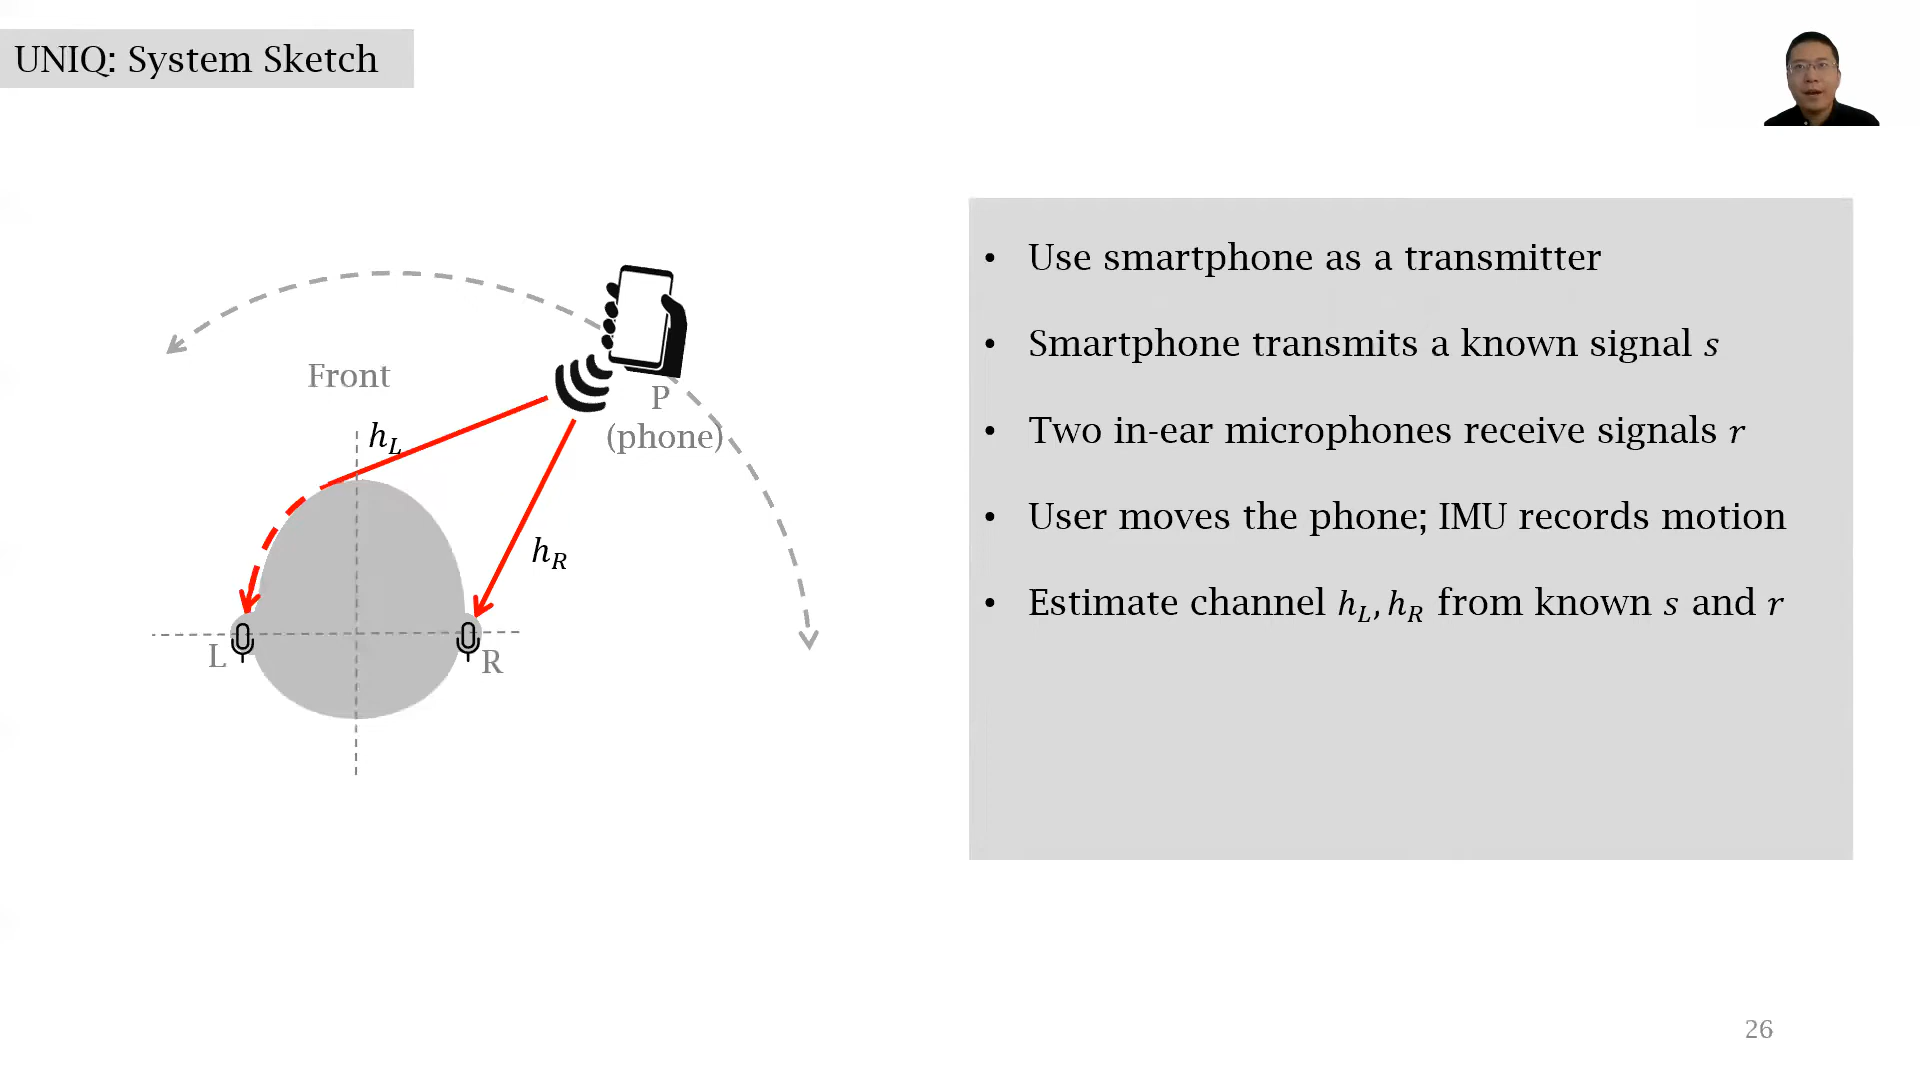 UNIQ: System Sketch
Front
h_L
P
(phone)
h_R
L
R
• Use smartphone as a transmitter
• Smartphone transmits a known signal s
• Two in-ear microphones receive signals r
• User moves the phone; IMU records motion
• Estimate channel h_L, h_R from known s and r
26